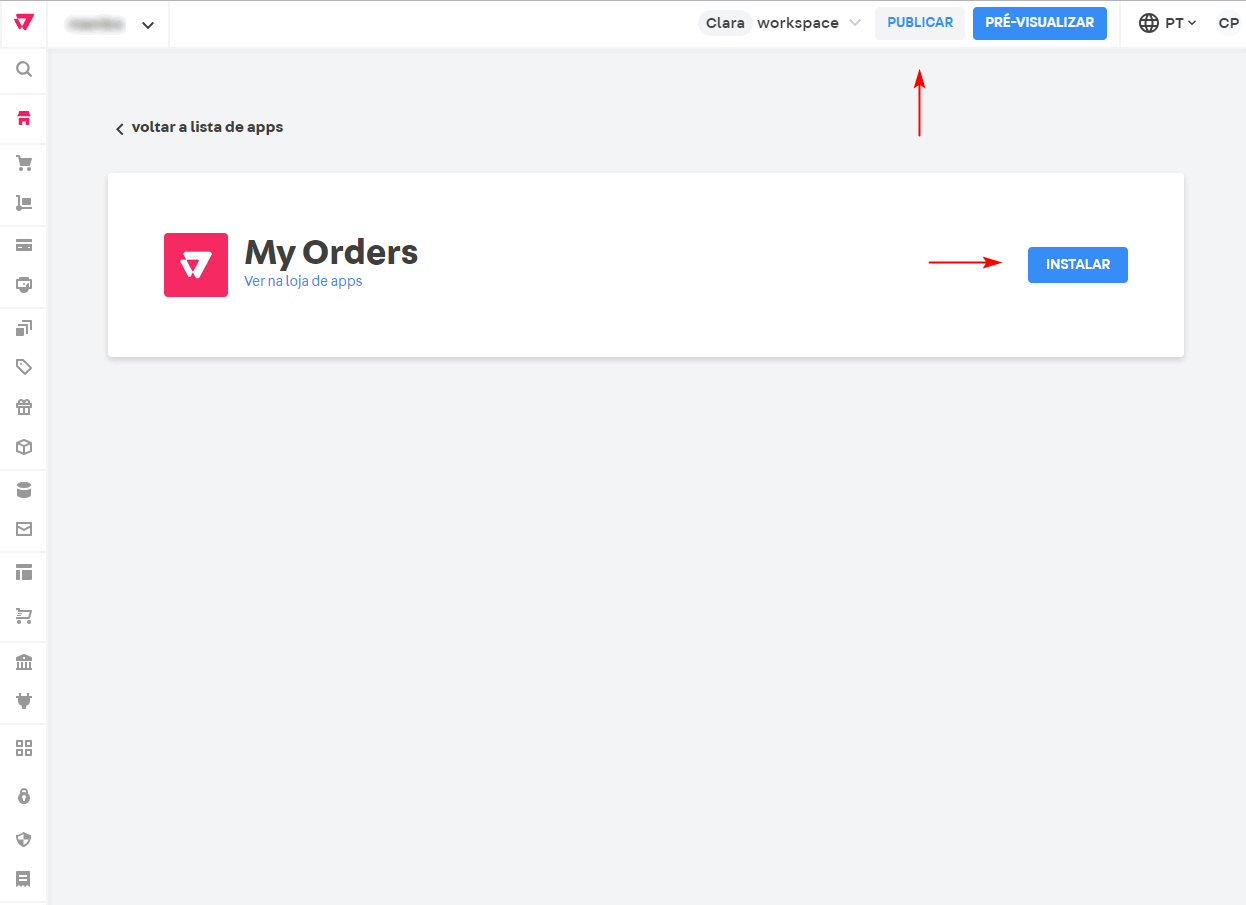 Clara workspace PUBLICAR PRÉ-VISUALIZAR PT CP
voltar a lista de apps
My Orders
Ver na loja de apps
INSTALAR